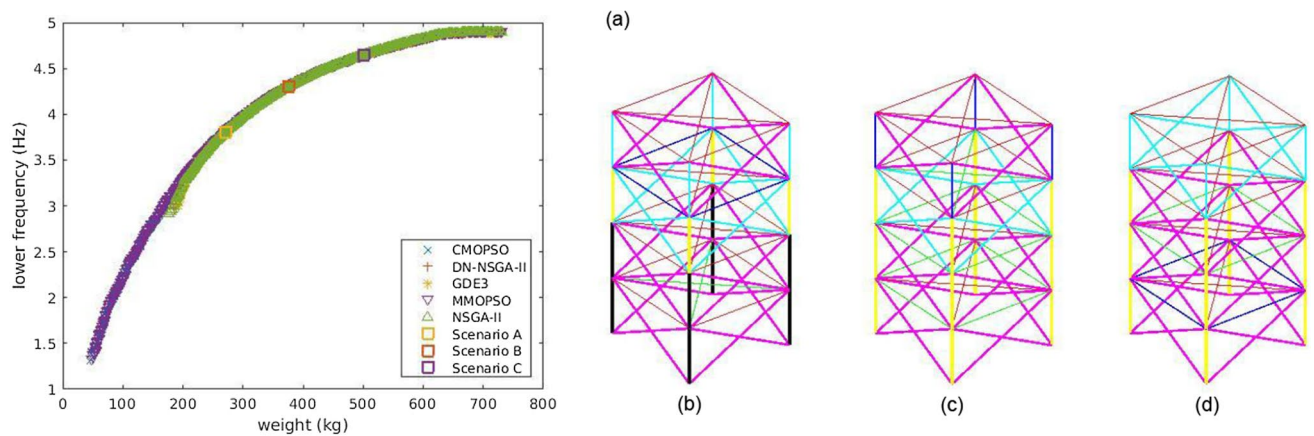 (a)
lower frequency (Hz)
5
4.5
4
3.5
3
2.5
2
1.5
1
CMOPSO
DN-NSGA-II
GDE3
MMOPSO
NSGA-II
Scenario A
Scenario B
Scenario C
0 100 200 300 400 500 600 700 800
weight (kg)
(b) (c) (d)